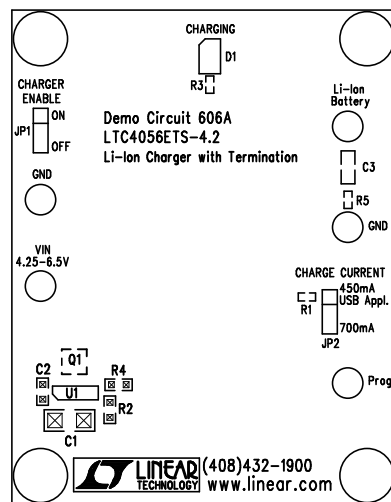 CHARGING
D1
R3
CHARGER
ENABLE
ON
JP1
OFF
Demo Circuit 606A
LTC4056ETS-4.2
Li-Ion Charger with Termination
Li-Ion
Battery
C3
R5
GND
GND
VIN
4.25-6.5V
CHARGE CURRENT
450mA
USB Appl.
R1
700mA
JP2
Q1
C2
R4
U1
R2
C1
Prog
LINEAR
TECHNOLOGY
(408)432-1900
www.linear.com